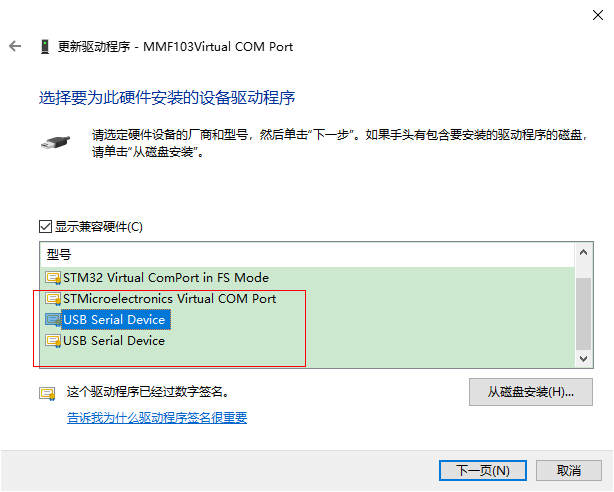 更新驱动程序 - MMF103Virtual COM Port
选择要为此硬件安装的设备驱动程序
请选定硬件设备的厂商和型号，然后单击“下一步”。如果手头有包含要安装的驱动程序的磁盘，
请单击“从磁盘安装”。
显示兼容硬件(C)
型号
STM32 Virtual ComPort in FS Mode
STMicroelectronics Virtual COM Port
USB Serial Device
USB Serial Device
这个驱动程序已经过数字签名。
从磁盘安装(H)...
告诉我为什么驱动程序签名很重要
下一页(N)
取消